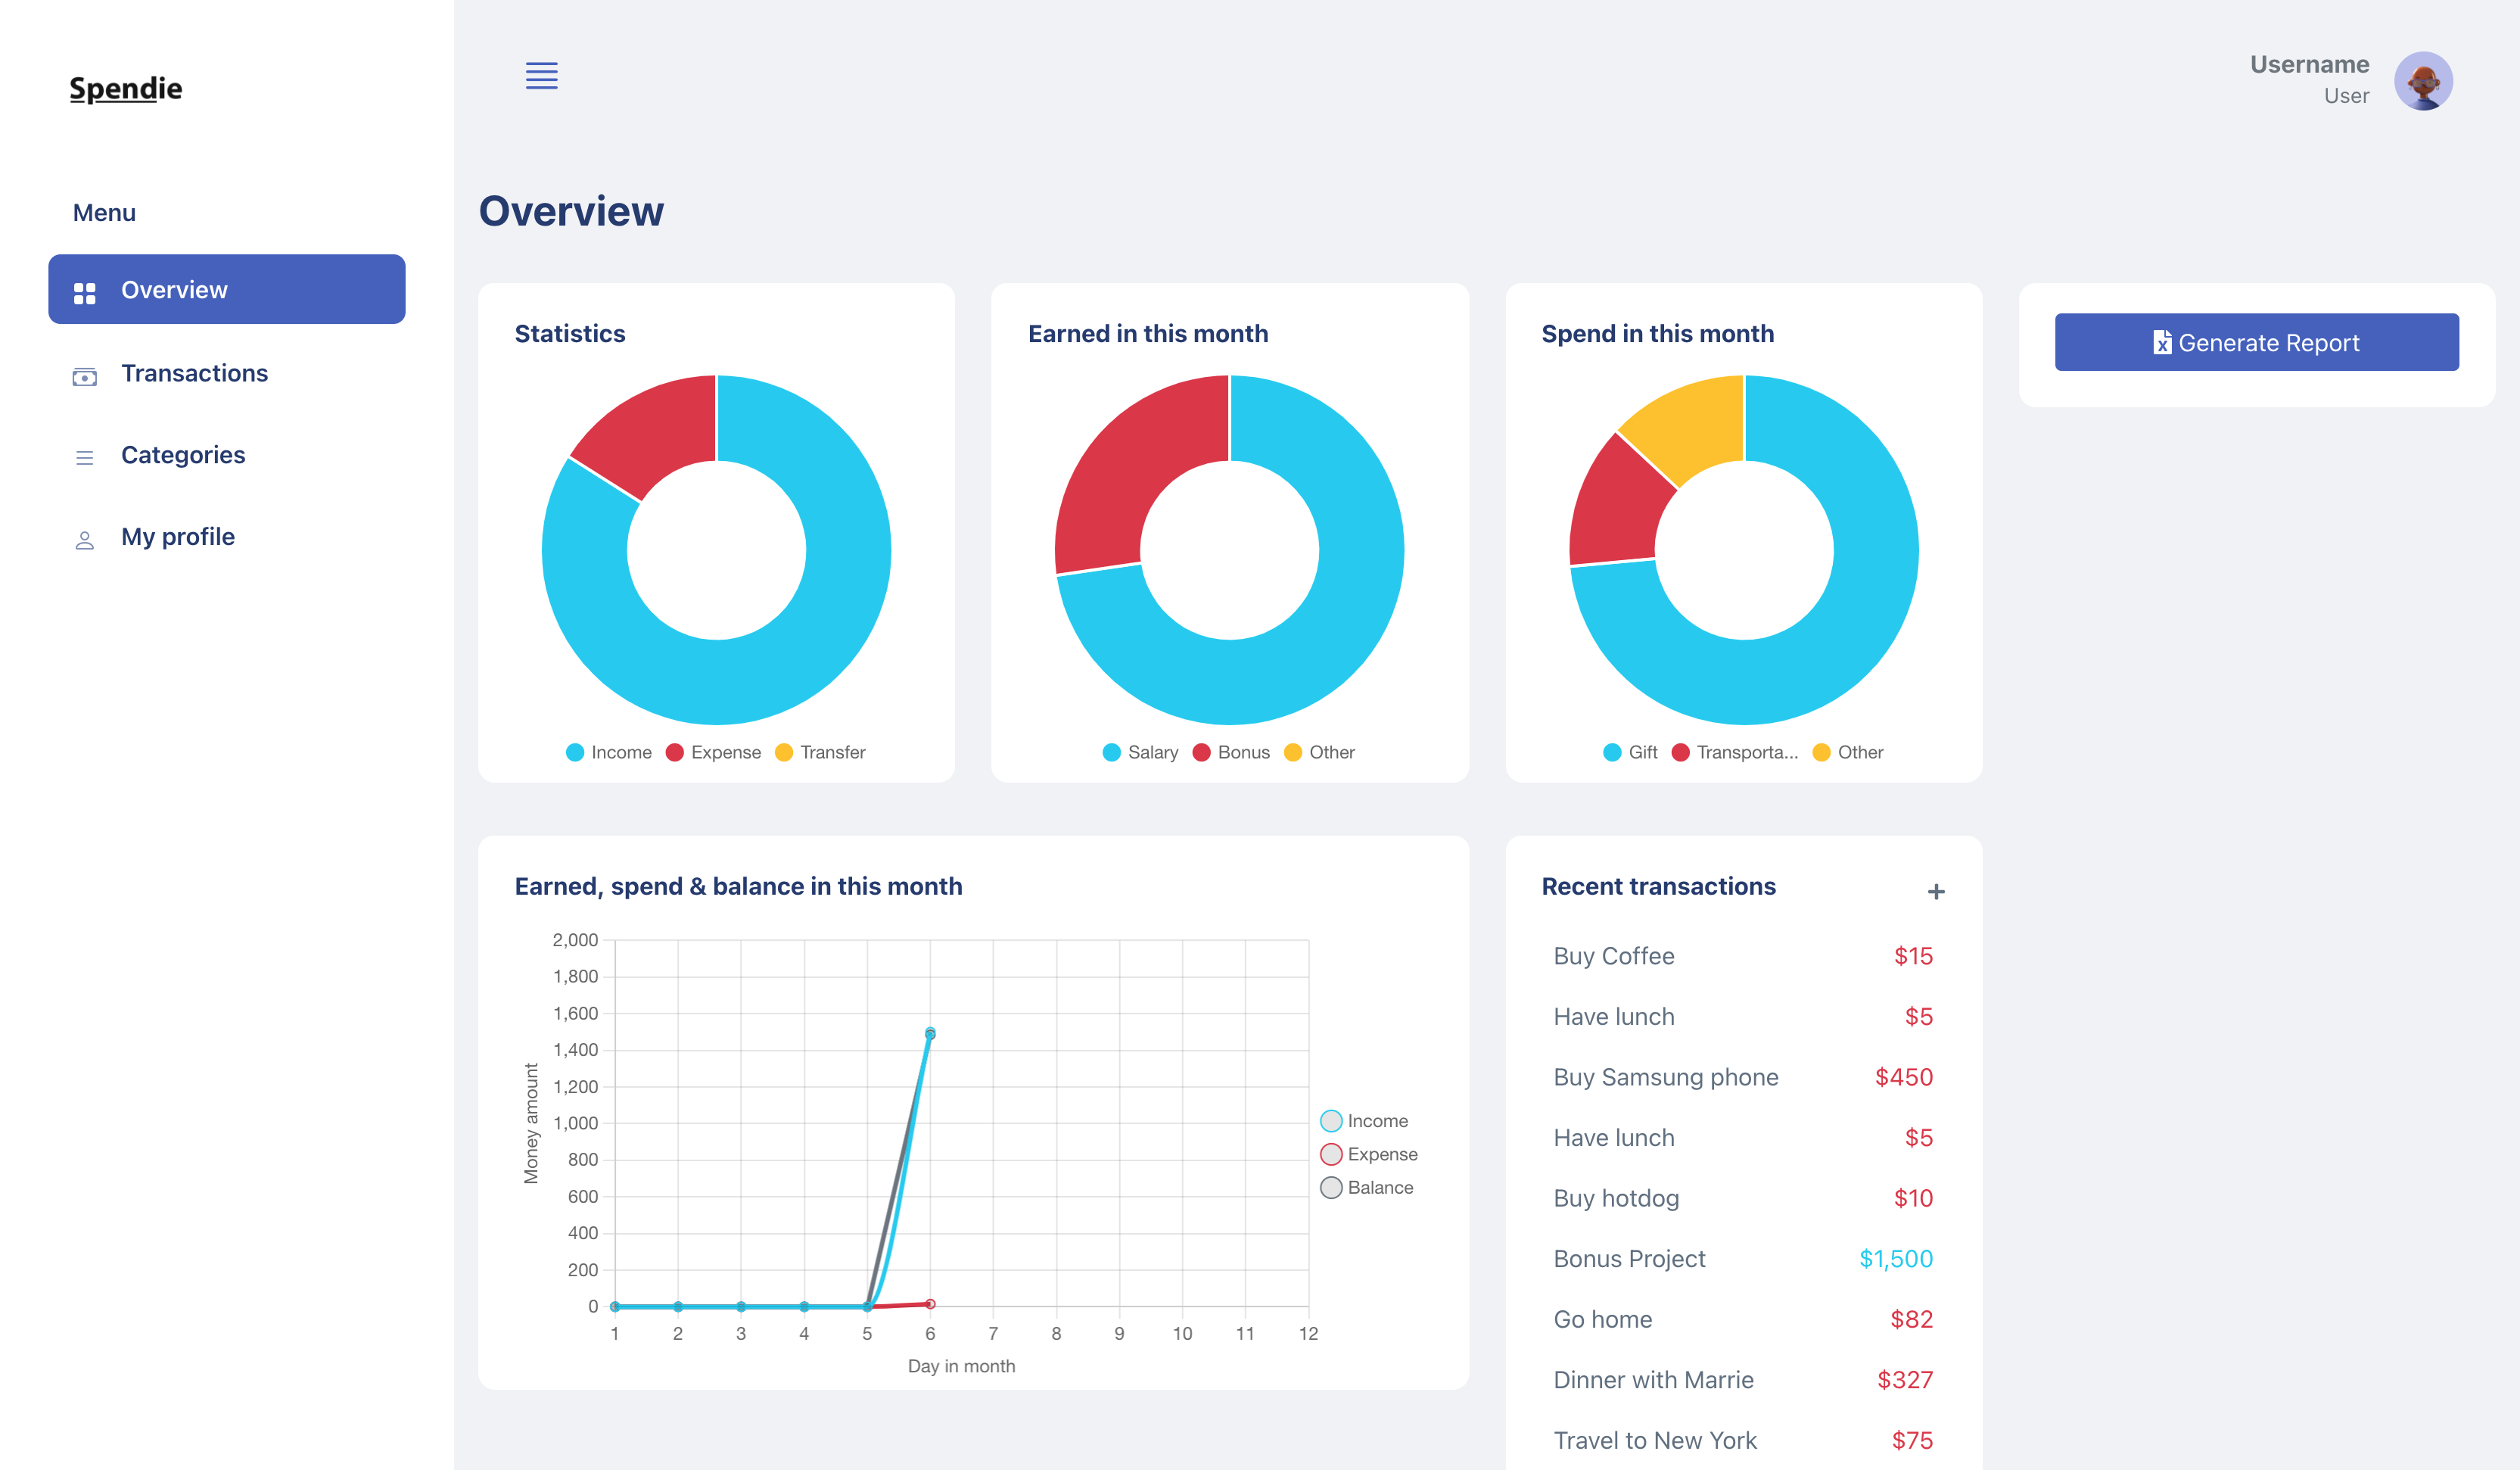 Spendie
Username
User
Menu
Overview
Transactions
Categories
My profile
Overview
Statistics
Income Expense Transfer
Earned in this month
Salary Bonus Other
Spend in this month
Gift Transporta... Other
Generate Report
Earned, spend & balance in this month
Money amount
2,000
1,800
1,600
1,400
1,200
1,000
800
600
400
200
0
1 2 3 4 5 6 7 8 9 10 11 12
Day in month
Income
Expense
Balance
Recent transactions +
Buy Coffee $15
Have lunch $5
Buy Samsung phone $450
Have lunch $5
Buy hotdog $10
Bonus Project $1,500
Go home $82
Dinner with Marrie $327
Travel to New York $75